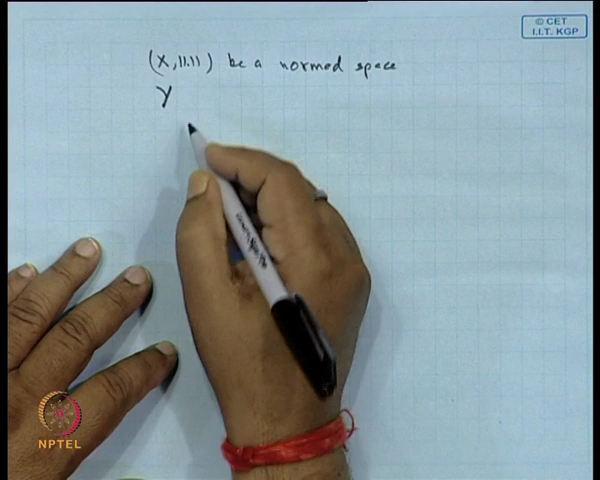 © CET
I.I.T. KGP
(X, ||.||) be a normed space
Y
NPTEL